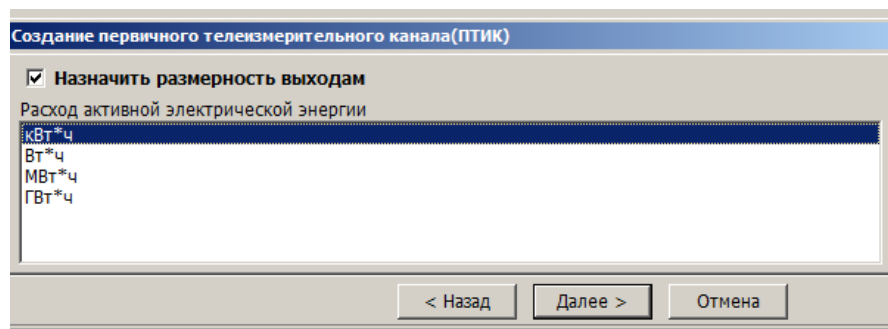 Создание первичного телеизмерительного канала(ПТИК)
Назначить размерность выходам
Расход активной электрической энергии
кВт*ч
Вт*ч
МВт*ч
ГВт*ч
< Назад Далее > Отмена